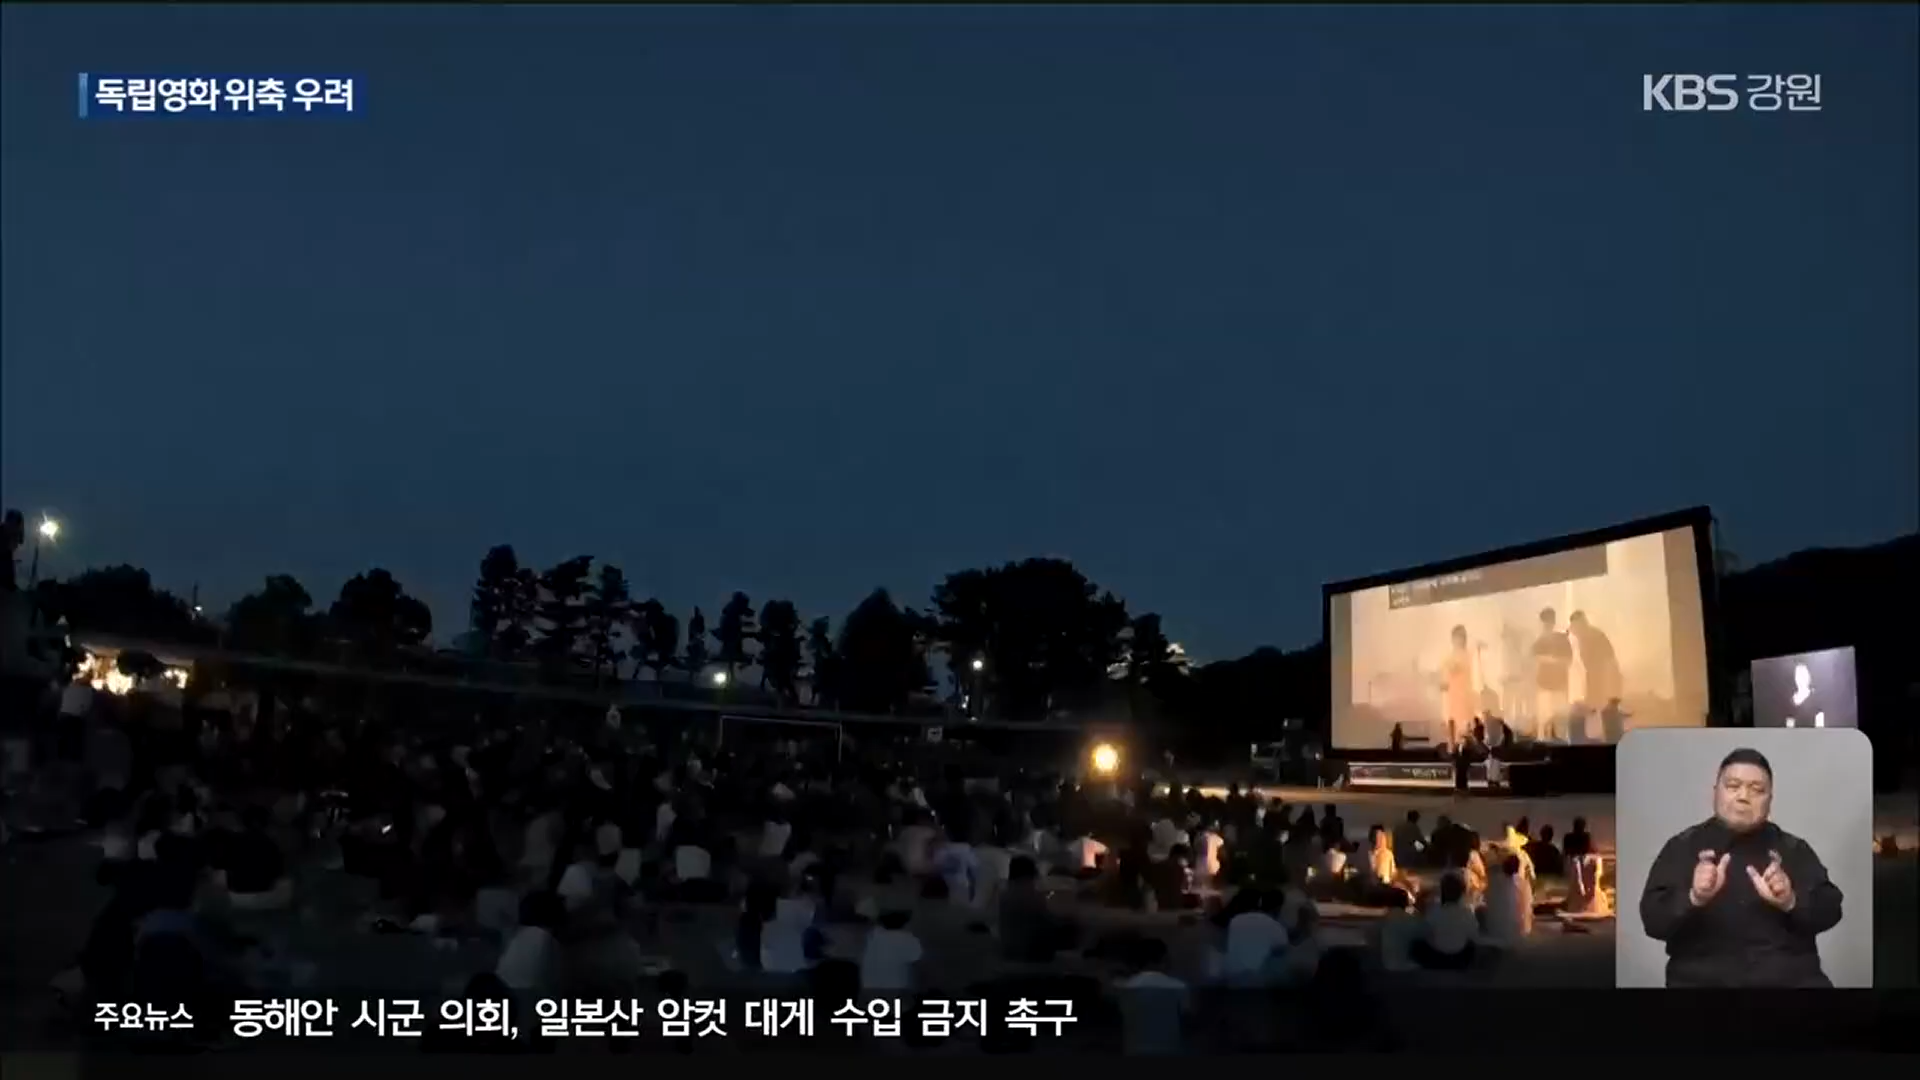 독립영화 위축 우려
KBS 강원
주요뉴스 동해안 시군 의회, 일본산 암컷 대게 수입 금지 촉구